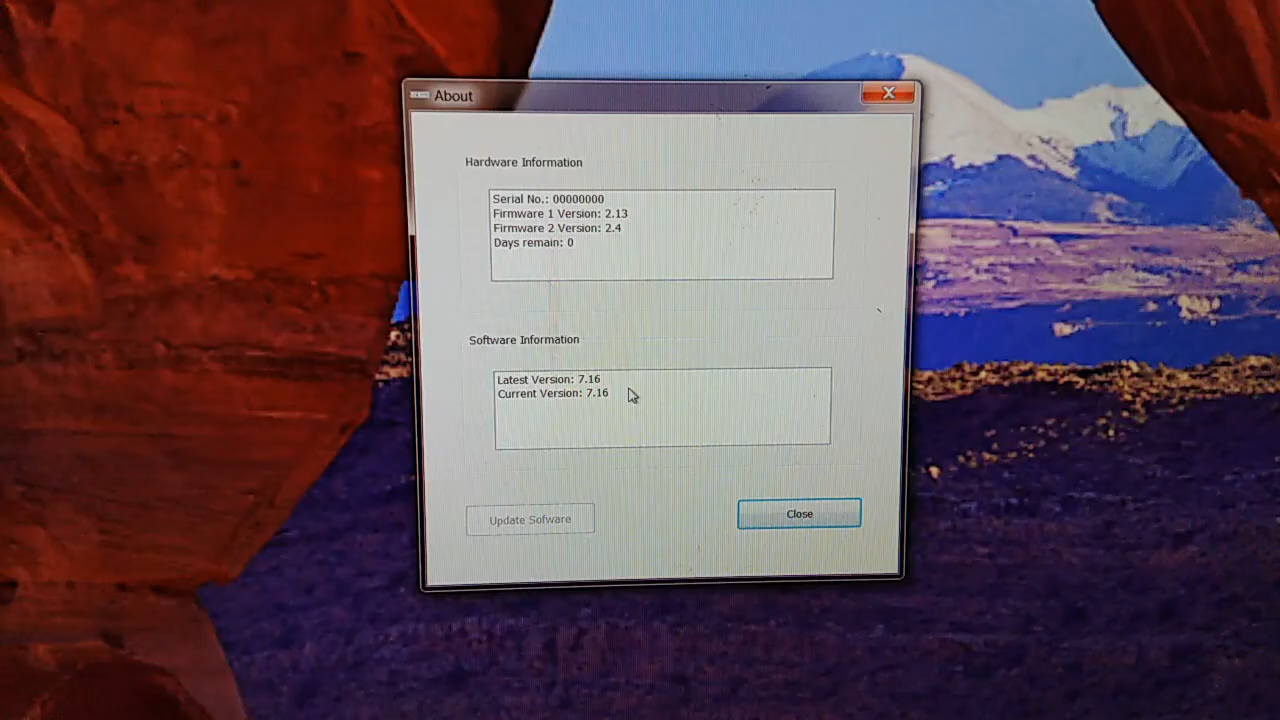 About
Hardware Information
Serial No.: 00000000
Firmware 1 Version: 2.13
Firmware 2 Version: 2.4
Days remain: 0
Software Information
Latest Version: 7.16
Current Version: 7.16
Update Sofware
Close